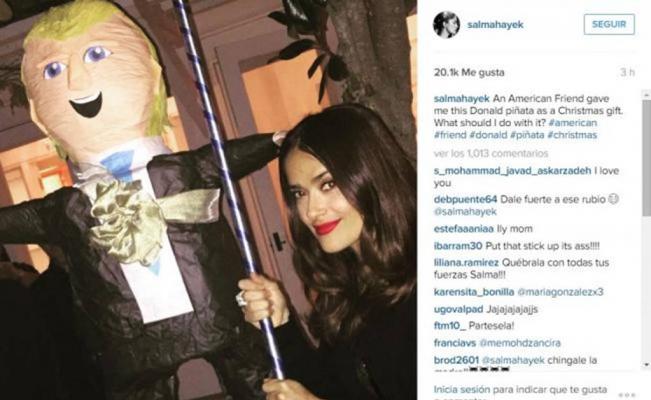 salmahayek
SEGUIR
20.1k Me gusta
3 h
salmahayek An American Friend gave
me this Donald piñata as a Christmas gift.
What should I do with it? #american
#friend #donald #piñata #christmas
ver los 1,013 comentarios
s_mohammad_javad_askarzadeh I love
you
debpuente64 Dale fuerte a ese rubio
@salmahayek
estefaaaniaa Ily mom
ibarram30 Put that stick up its ass!!!!
liliana.ramirez Québrala con todas tus
fuerzas Salma!!!
karensita_bonilla @mariagonzalezx3
ugovalpad Jajajajajajjs
ftm10_ Partesela!
franciavs @memohdzancira
brod2601 @salmahayek chingale la
Inicia sesión para indicar que te gusta